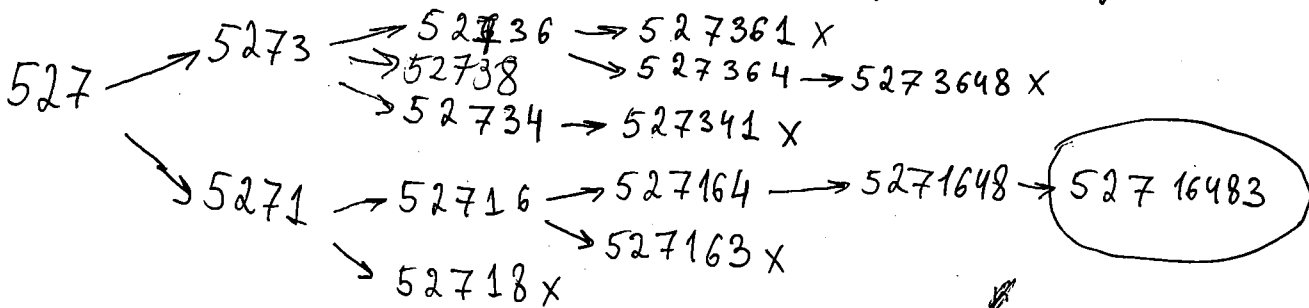 5273 → 52736 → 527361 x
527 → 52738 → 527364 → 5273648 x
52734 → 527341 x
5271 → 52716 → 527164 → 5271648 → 52716483
527163 x
52718 x